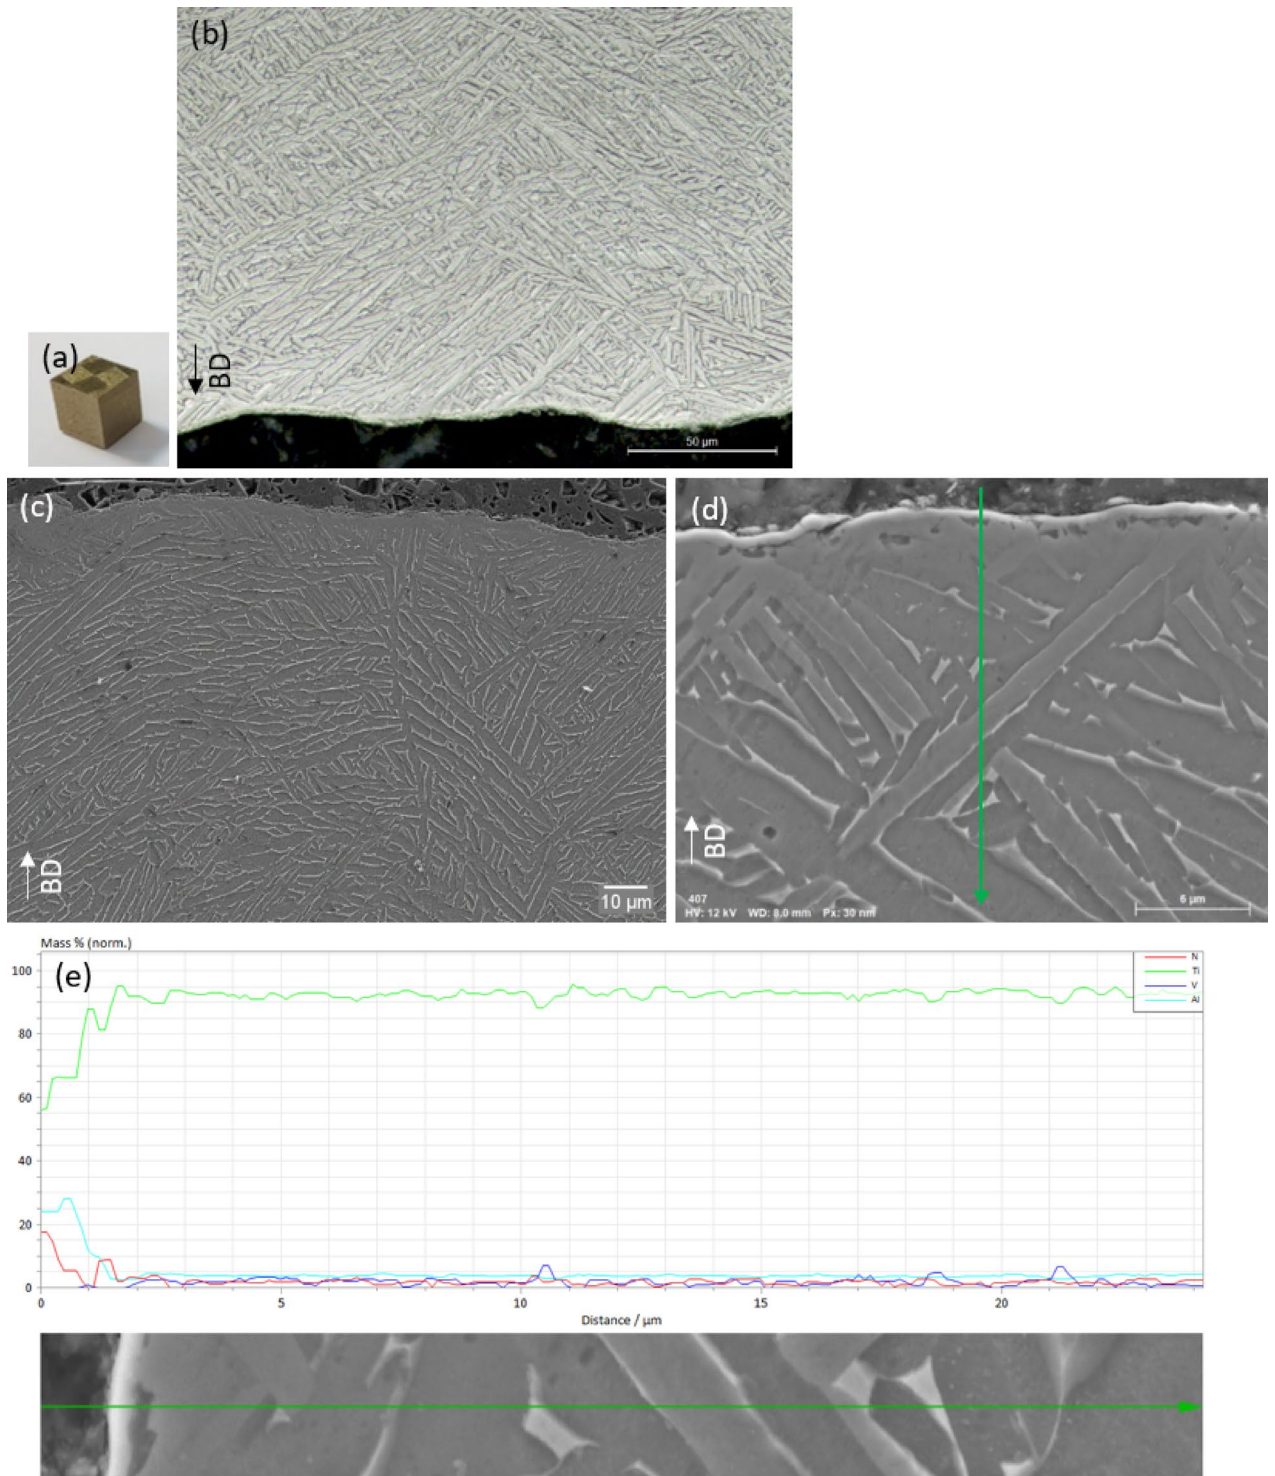 (a)
(b)
BD
50 µm
(c)
BD
10 µm
(d)
BD
407
HV: 12 kV WD: 8.0 mm Px: 30 nm
6 µm
Mass % (norm.)
(e)
N
Ti
V
Al
100
80
60
40
20
0
0 5 10 15 20
Distance / µm